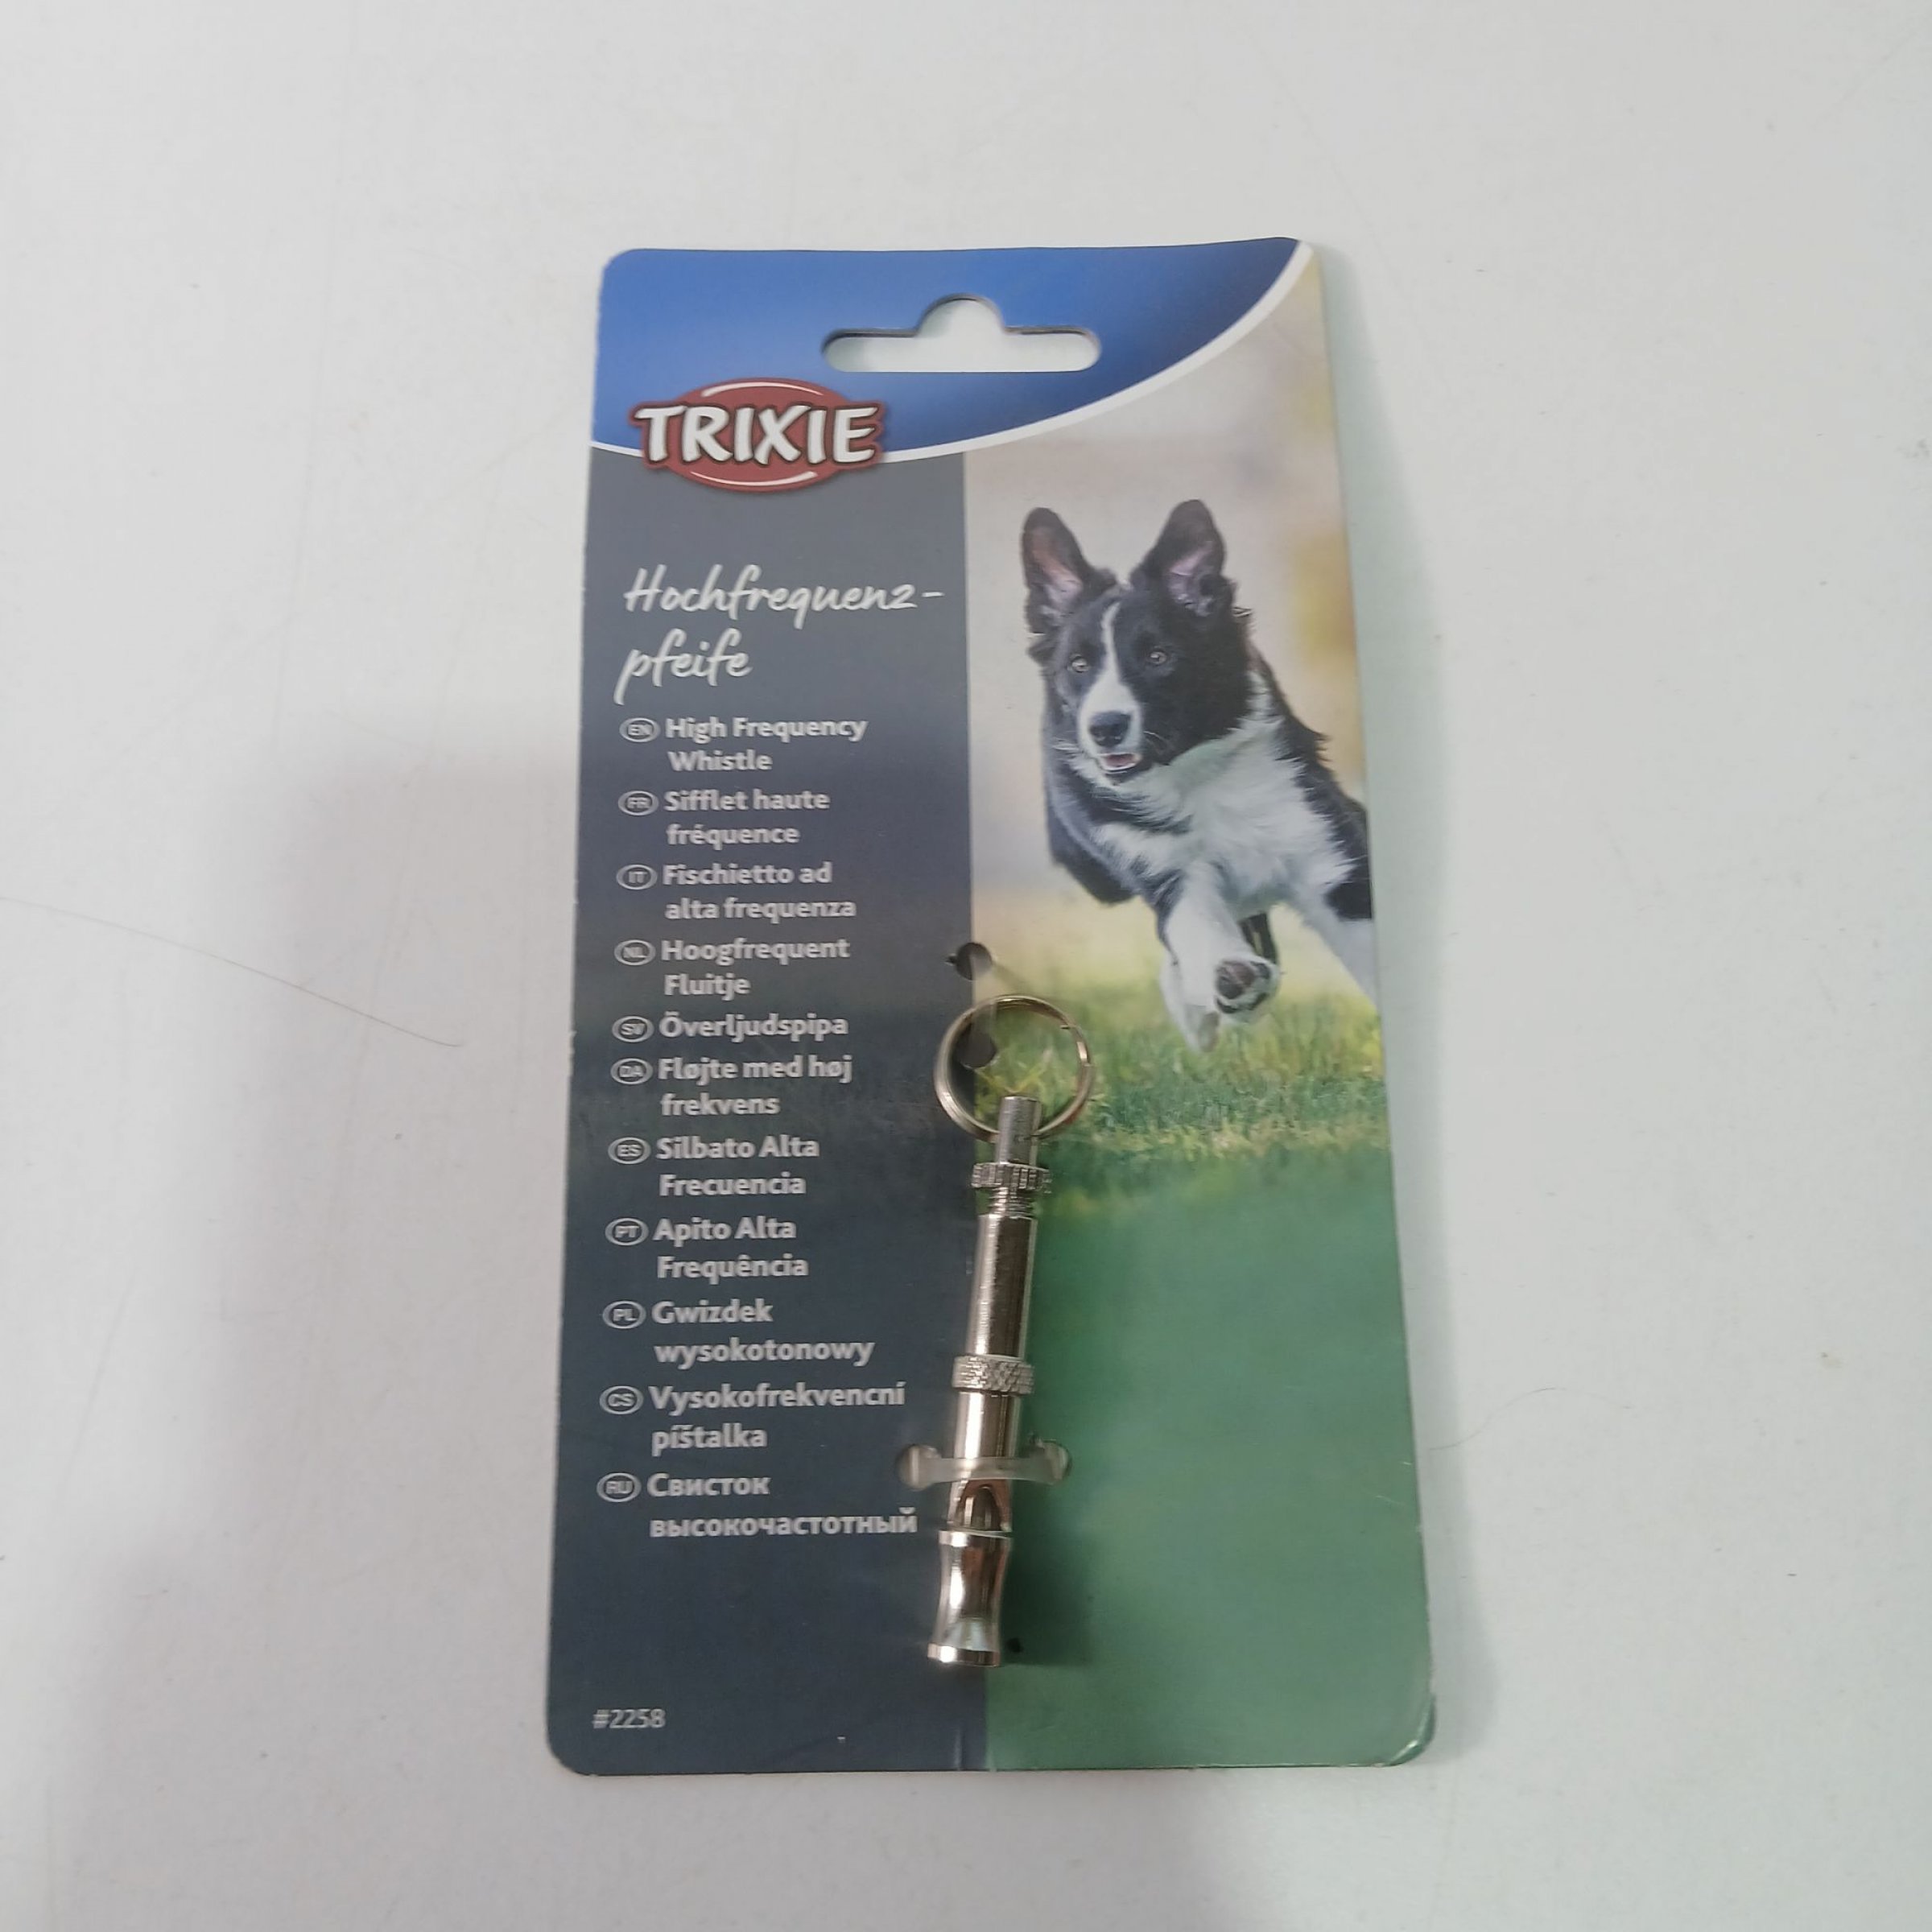 TRIXIE
Hochfrequenz-
pfeife
EN High Frequency
Whistle
FR Sifflet haute
fréquence
IT Fischietto ad
alta frequenza
NL Hoogfrequent
Fluitje
SV Överljudspipa
DA Fløjte med høj
frekvens
ES Silbato Alta
Frecuencia
PT Apito Alta
Frequência
PL Gwizdek
wysokotonowy
CS Vysokofrekvencní
píštalka
RU Свисток
высокочастотный
#2258